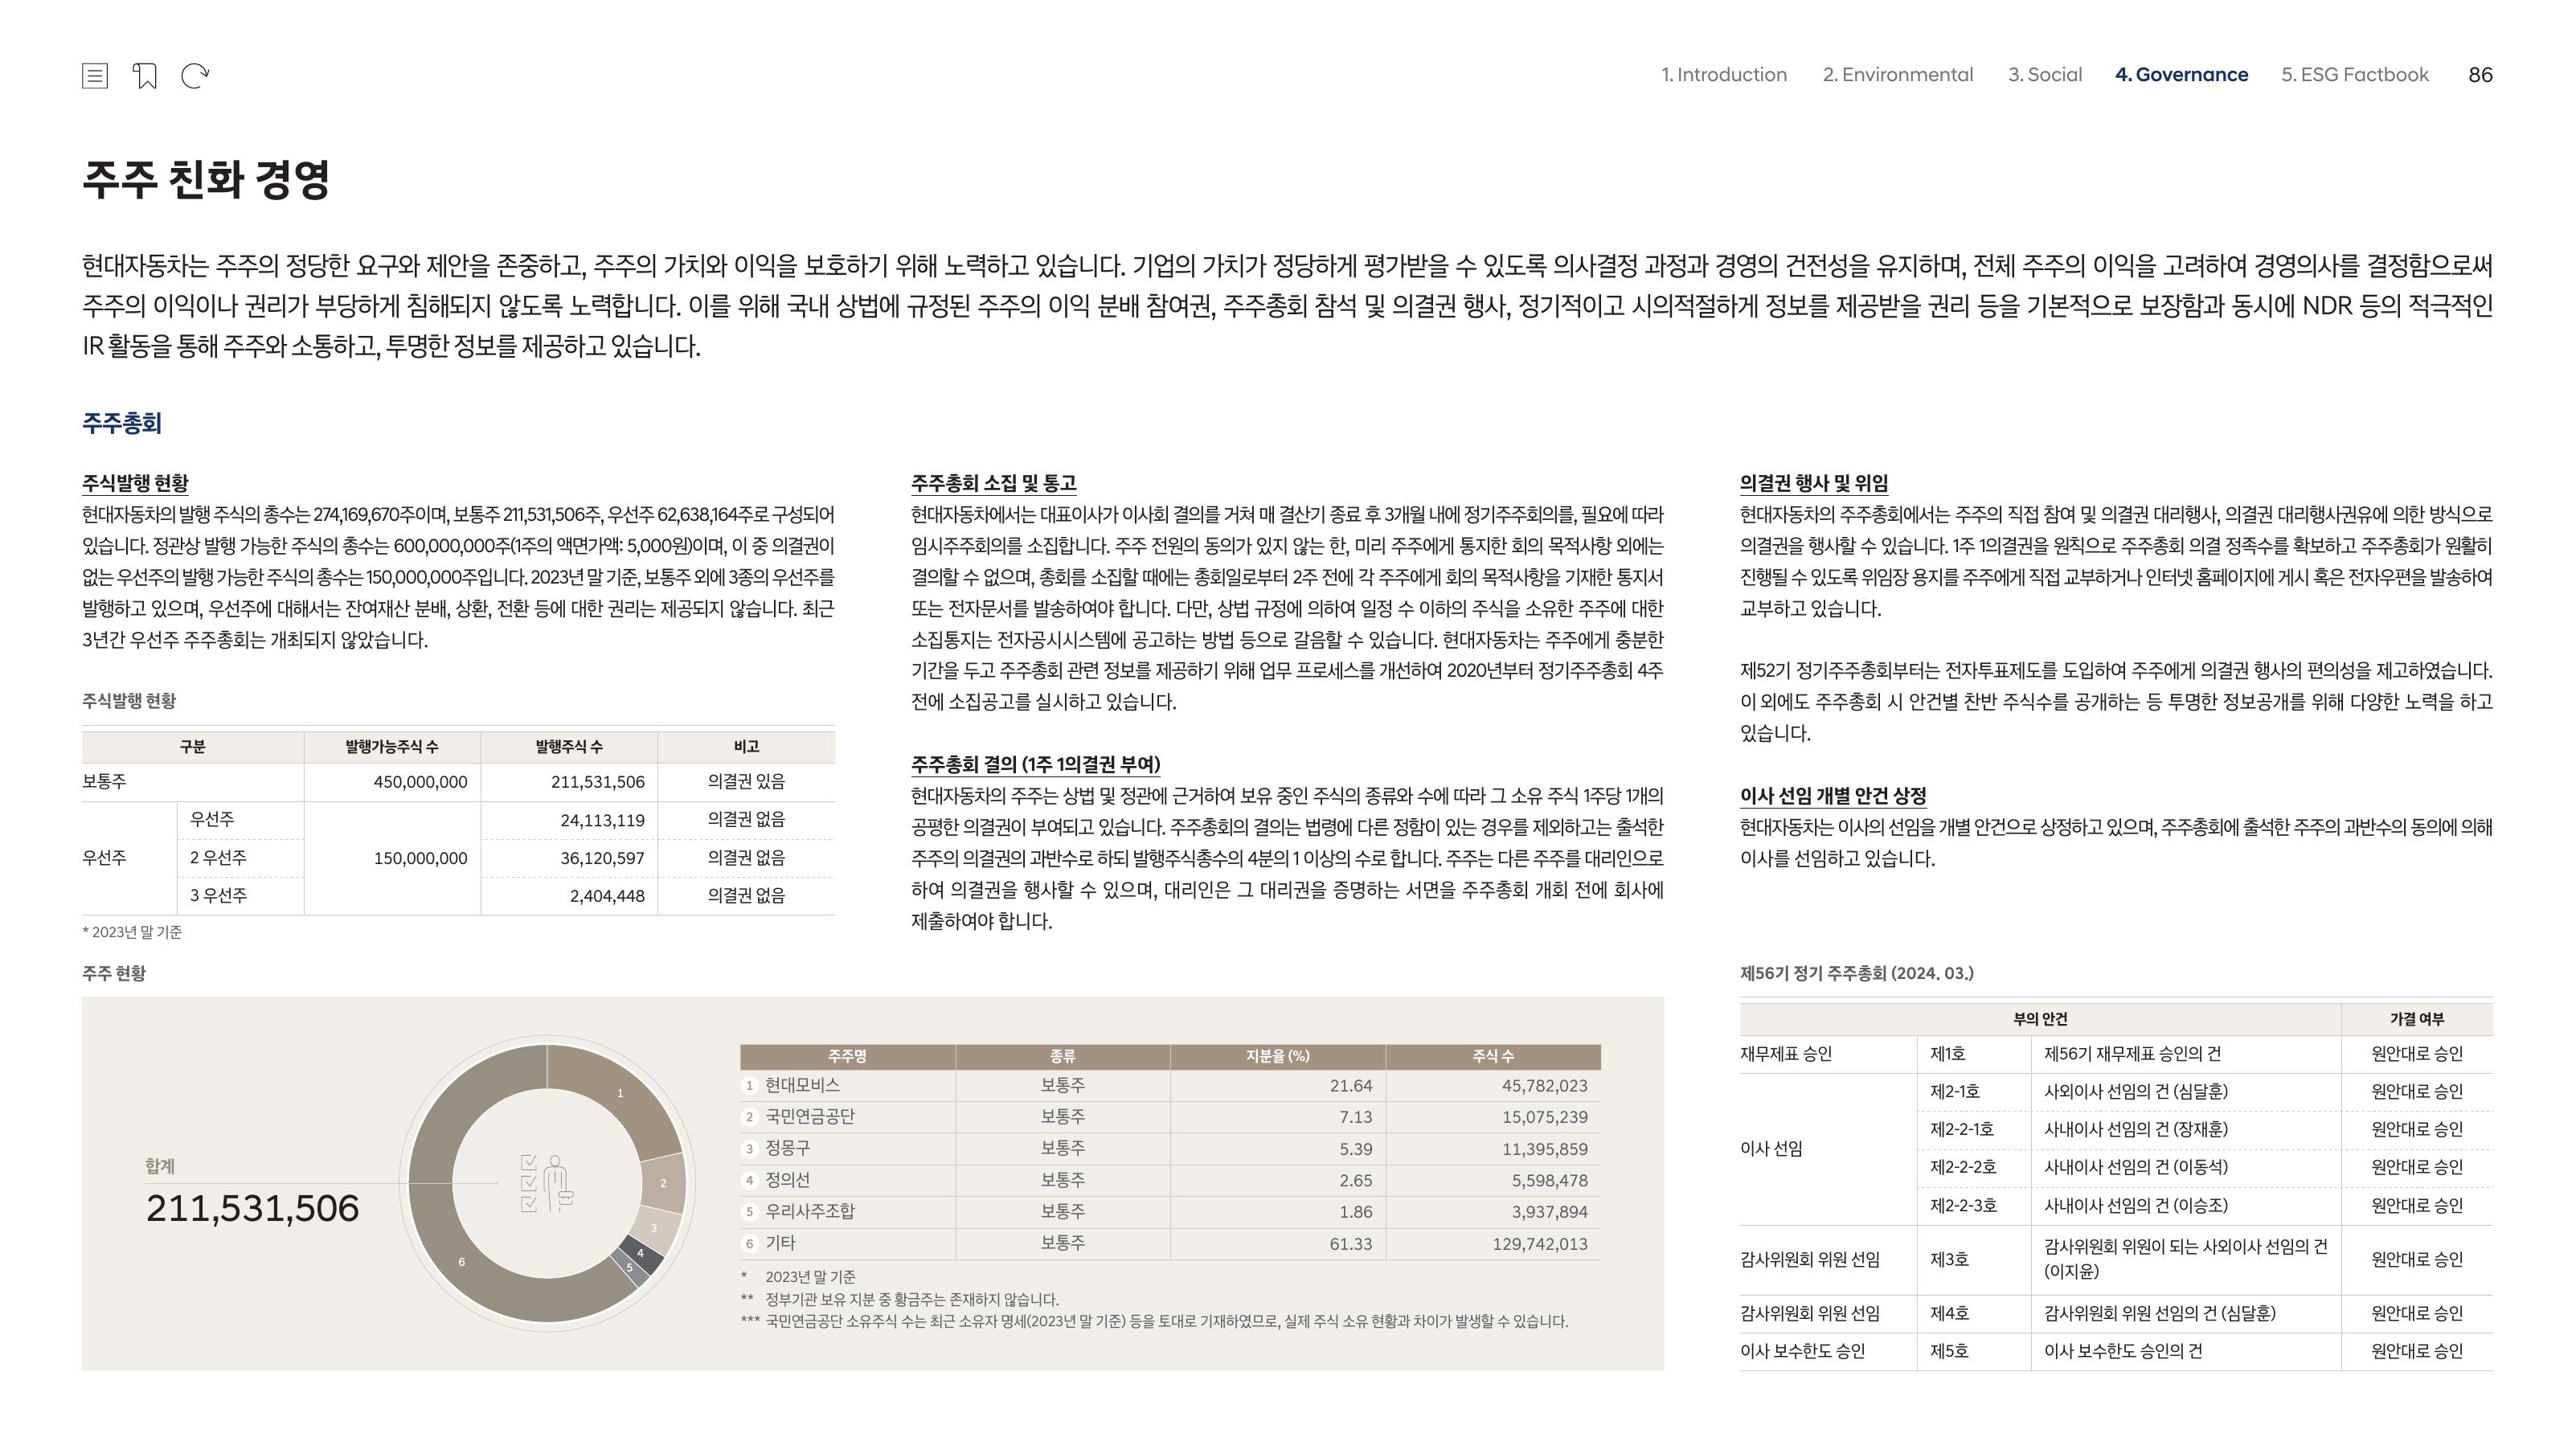 1. Introduction 2. Environmental 3. Social 4. Governance 5. ESG Factbook 86
주주 친화 경영
현대자동차는 주주의 정당한 요구와 제안을 존중하고, 주주의 가치와 이익을 보호하기 위해 노력하고 있습니다. 기업의 가치가 정당하게 평가받을 수 있도록 의사결정 과정과 경영의 건전성을 유지하며, 전체 주주의 이익을 고려하여 경영의사를 결정함으로써
주주의 이익이나 권리가 부당하게 침해되지 않도록 노력합니다. 이를 위해 국내 상법에 규정된 주주의 이익 분배 참여권, 주주총회 참석 및 의결권 행사, 정기적이고 시의적절하게 정보를 제공받을 권리 등을 기본적으로 보장함과 동시에 NDR 등의 적극적인
IR 활동을 통해 주주와 소통하고, 투명한 정보를 제공하고 있습니다.
주주총회
주식발행 현황
현대자동차의 발행 주식의 총수는 274,169,670주이며, 보통주 211,531,506주, 우선주 62,638,164주로 구성되어
있습니다. 정관상 발행 가능한 주식의 총수는 600,000,000주(1주의 액면가액: 5,000원)이며, 이 중 의결권이
없는 우선주의 발행 가능한 주식의 총수는 150,000,000주입니다. 2023년 말 기준, 보통주 외에 3종의 우선주를
발행하고 있으며, 우선주에 대해서는 잔여재산 분배, 상환, 전환 등에 대한 권리는 제공되지 않습니다. 최근
3년간 우선주 주주총회는 개최되지 않았습니다.
주식발행 현황
구분 발행가능주식 수 발행주식 수 비고
보통주 450,000,000 211,531,506 의결권 있음
우선주 24,113,119 의결권 없음
우선주 2 우선주 150,000,000 36,120,597 의결권 없음
3 우선주 2,404,448 의결권 없음
* 2023년 말 기준
주주총회 소집 및 통고
현대자동차에서는 대표이사가 이사회 결의를 거쳐 매 결산기 종료 후 3개월 내에 정기주주회의를, 필요에 따라
임시주주회의를 소집합니다. 주주 전원의 동의가 있지 않는 한, 미리 주주에게 통지한 회의 목적사항 외에는
결의할 수 없으며, 총회를 소집할 때에는 총회일로부터 2주 전에 각 주주에게 회의 목적사항을 기재한 통지서
또는 전자문서를 발송하여야 합니다. 다만, 상법 규정에 의하여 일정 수 이하의 주식을 소유한 주주에 대한
소집통지는 전자공시시스템에 공고하는 방법 등으로 갈음할 수 있습니다. 현대자동차는 주주에게 충분한
기간을 두고 주주총회 관련 정보를 제공하기 위해 업무 프로세스를 개선하여 2020년부터 정기주주총회 4주
전에 소집공고를 실시하고 있습니다.
주주총회 결의 (1주 1의결권 부여)
현대자동차의 주주는 상법 및 정관에 근거하여 보유 중인 주식의 종류와 수에 따라 그 소유 주식 1주당 1개의
공평한 의결권이 부여되고 있습니다. 주주총회의 결의는 법령에 다른 정함이 있는 경우를 제외하고는 출석한
주주의 의결권의 과반수로 하되 발행주식총수의 4분의 1 이상의 수로 합니다. 주주는 다른 주주를 대리인으로
하여 의결권을 행사할 수 있으며, 대리인은 그 대리권을 증명하는 서면을 주주총회 개회 전에 회사에
제출하여야 합니다.
의결권 행사 및 위임
현대자동차의 주주총회에서는 주주의 직접 참여 및 의결권 대리행사, 의결권 대리행사권유에 의한 방식으로
의결권을 행사할 수 있습니다. 1주 1의결권을 원칙으로 주주총회 의결 정족수를 확보하고 주주총회가 원활히
진행될 수 있도록 위임장 용지를 주주에게 직접 교부하거나 인터넷 홈페이지에 게시 혹은 전자우편을 발송하여
교부하고 있습니다.
제52기 정기주주총회부터는 전자투표제도를 도입하여 주주에게 의결권 행사의 편의성을 제고하였습니다.
이 외에도 주주총회 시 안건별 찬반 주식수를 공개하는 등 투명한 정보공개를 위해 다양한 노력을 하고
있습니다.
이사 선임 개별 안건 상정
현대자동차는 이사의 선임을 개별 안건으로 상정하고 있으며, 주주총회에 출석한 주주의 과반수의 동의에 의해
이사를 선임하고 있습니다.
주주 현황
합계
211,531,506
1
2
3
4
5
6
주주명 종류 지분율 (%) 주식 수
1 현대모비스 보통주 21.64 45,782,023
2 국민연금공단 보통주 7.13 15,075,239
3 정몽구 보통주 5.39 11,395,859
4 정의선 보통주 2.65 5,598,478
5 우리사주조합 보통주 1.86 3,937,894
6 기타 보통주 61.33 129,742,013
* 2023년 말 기준
** 정부기관 보유 지분 중 황금주는 존재하지 않습니다.
*** 국민연금공단 소유주식 수는 최근 소유자 명세(2023년 말 기준) 등을 토대로 기재하였으므로, 실제 주식 소유 현황과 차이가 발생할 수 있습니다.
제56기 정기 주주총회 (2024. 03.)
부의 안건 가결 여부
재무제표 승인 제1호 제56기 재무제표 승인의 건 원안대로 승인
이사 선임 제2-1호 사외이사 선임의 건 (심달훈) 원안대로 승인
제2-2-1호 사내이사 선임의 건 (장재훈) 원안대로 승인
제2-2-2호 사내이사 선임의 건 (이동석) 원안대로 승인
제2-2-3호 사내이사 선임의 건 (이승조) 원안대로 승인
감사위원회 위원 선임 제3호 감사위원회 위원이 되는 사외이사 선임의 건
(이지윤) 원안대로 승인
감사위원회 위원 선임 제4호 감사위원회 위원 선임의 건 (심달훈) 원안대로 승인
이사 보수한도 승인 제5호 이사 보수한도 승인의 건 원안대로 승인